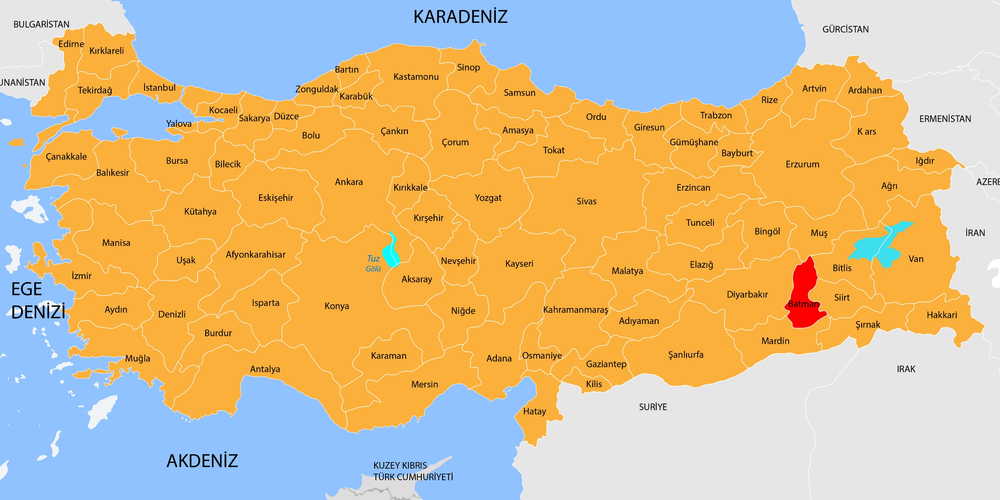 KARADENİZ
BULGARİSTAN
GÜRCİSTAN
Edirne
Kırklareli
Bartın
Sinop
Kastamonu
UNANİSTAN
Tekirdağ
İstanbul
Zonguldak
Karabük
Samsun
Rize
Artvin
Ardahan
Kocaeli
Sakarya
Düzce
Yalova
Ordu
Trabzon
ERMENİSTAN
Bolu
Çankırı
Amasya
Giresun
K ars
Çorum
Gümüşhane
Tokat
Bayburt
Çanakkale
Bursa
Bilecik
Balıkesir
Erzurum
Iğdır
Ankara
Kırıkkale
Erzincan
Ağrı
AZERE
Eskişehir
Yozgat
Sivas
Kütahya
Kırşehir
Tunceli
Bingöl
Muş
İRAN
Manisa
Uşak
Afyonkarahisar
Tuz
Gölü
Nevşehir
Kayseri
Malatya
Elazığ
Bitlis
Van
İzmir
Aksaray
EGE
DENİZİ
Aydın
Denizli
Isparta
Konya
Niğde
Kahramanmaraş
Adıyaman
Diyarbakır
Batman
Siirt
Şırnak
Hakkari
Burdur
Mardin
Muğla
Antalya
Karaman
Adana
Osmaniye
Gaziantep
Şanlıurfa
IRAK
Mersin
Kilis
Hatay
SURİYE
AKDENİZ
KUZEY KIBRIS
TÜRK CUMHURİYETİ